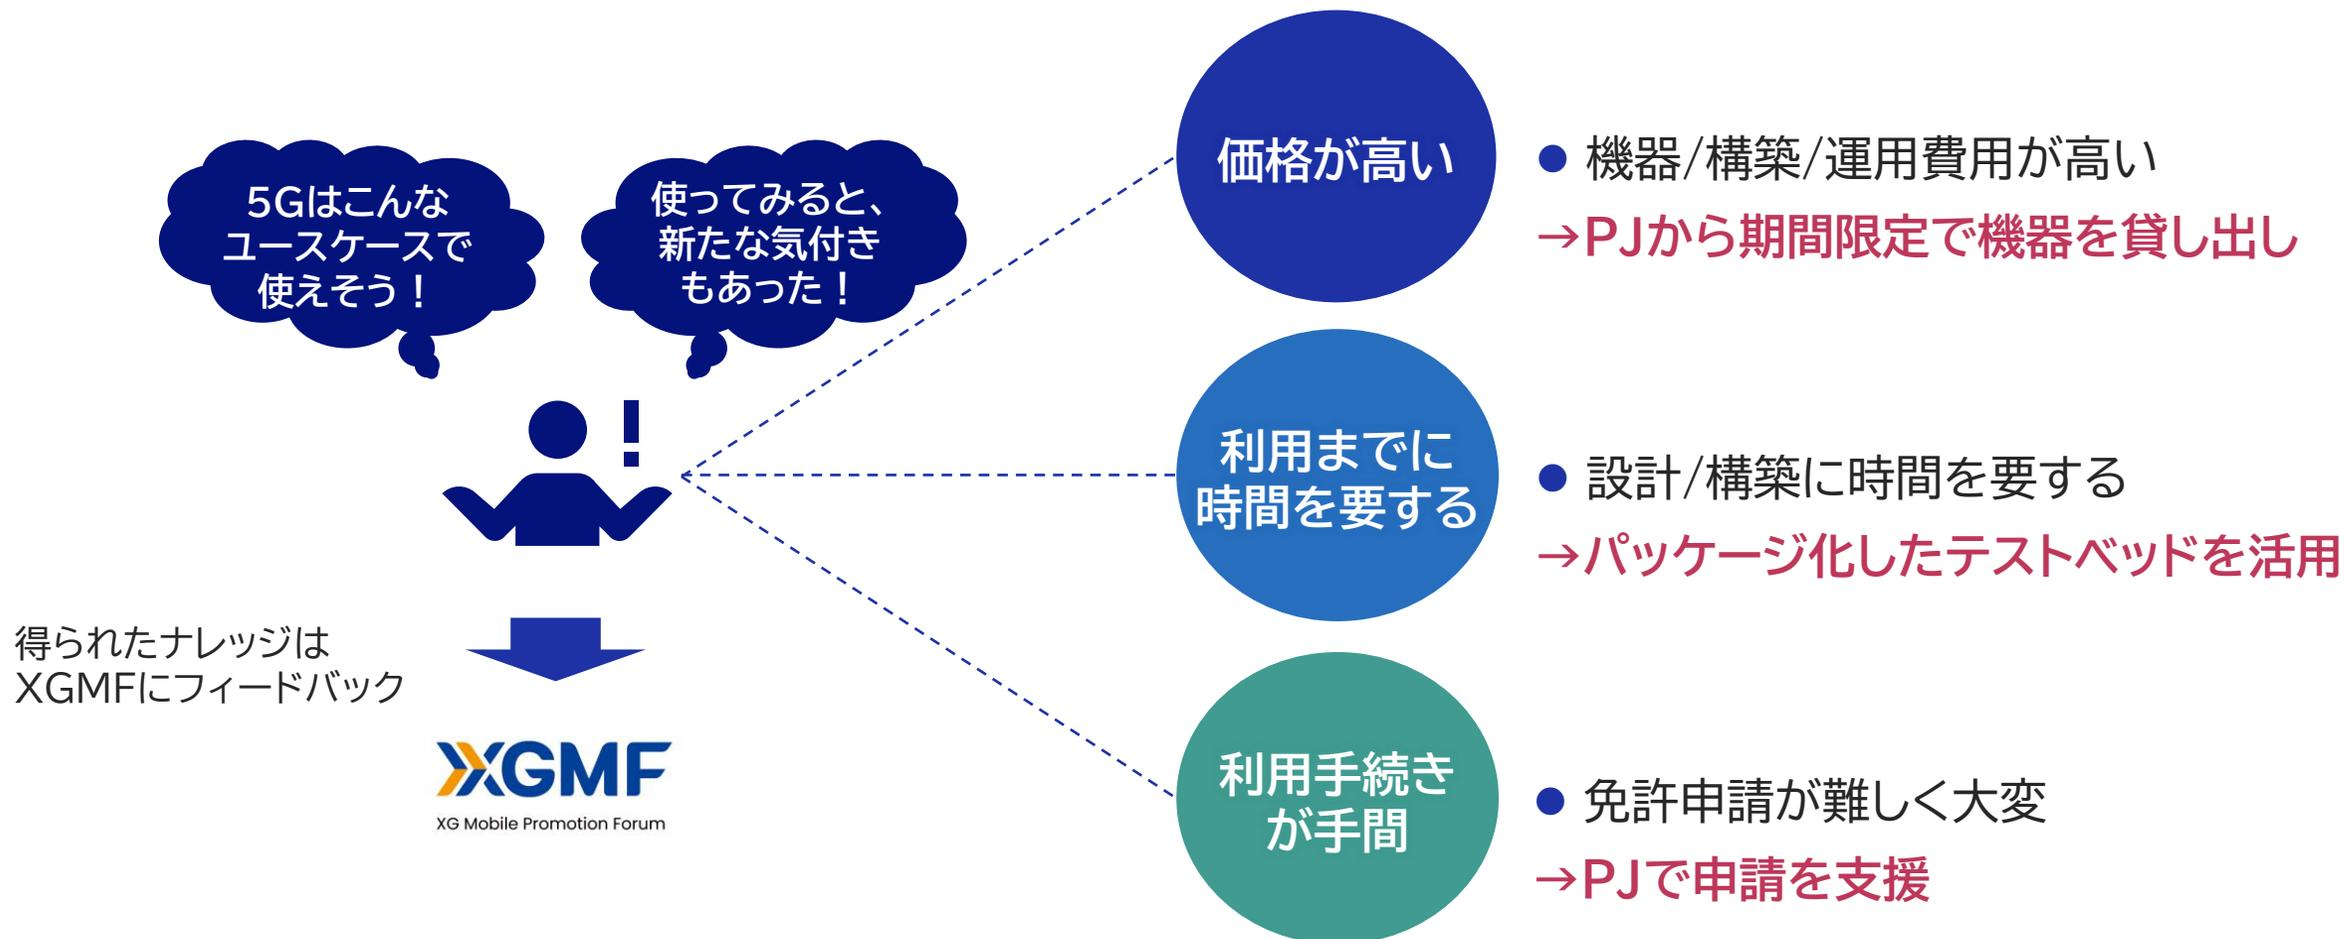 5Gはこんな
ユースケースで
使えそう！
使ってみると、
新たな気付き
もあった！
!
得られたナレッジは
XGMFにフィードバック
XGMF
XG Mobile Promotion Forum
価格が高い
● 機器/構築/運用費用が高い
→PJから期間限定で機器を貸し出し
利用までに
時間を要する
● 設計/構築に時間を要する
→パッケージ化したテストベッドを活用
利用手続き
が手間
● 免許申請が難しく大変
→PJで申請を支援